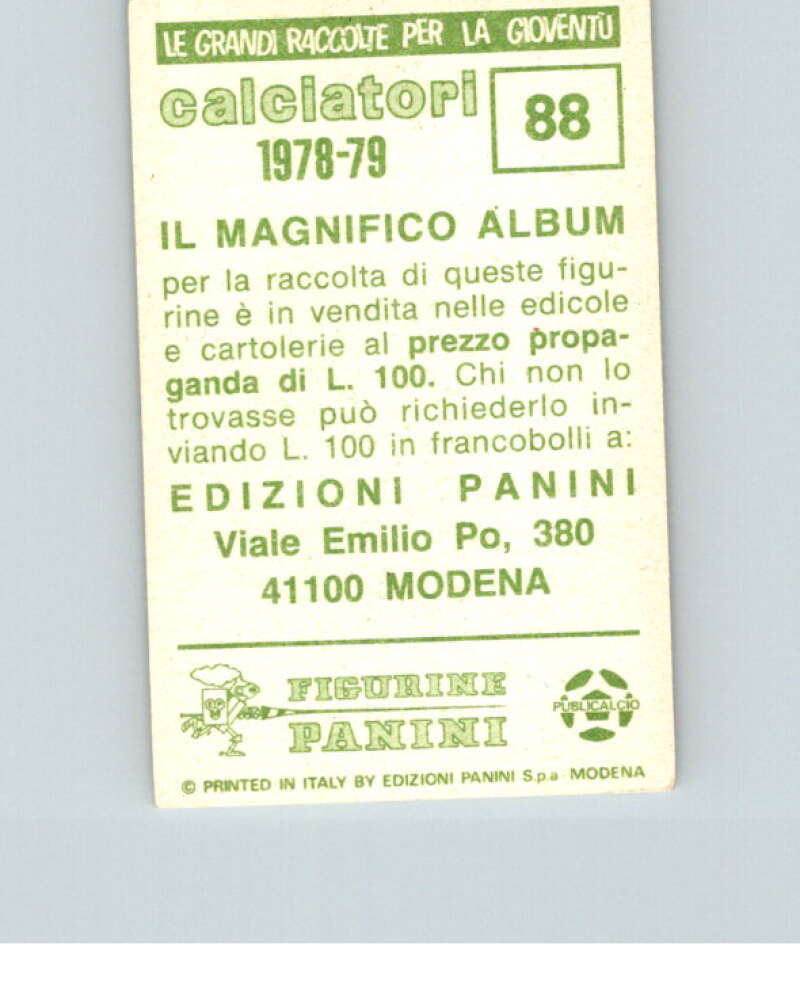 LE GRANDI RACCOLTE PER LA GIOVENTÙ
calciatori
1978-79
88
IL MAGNIFICO ALBUM
per la raccolta di queste figu-
rine è in vendita nelle edicole
e cartolerie al prezzo propa-
ganda di L. 100. Chi non lo
trovasse può richiederlo in-
viando L. 100 in francobolli a:
EDIZIONI PANINI
Viale Emilio Po, 380
41100 MODENA
FIGURINE
PANINI
PUBLICALCIO
© PRINTED IN ITALY BY EDIZIONI PANINI S.p.a MODENA